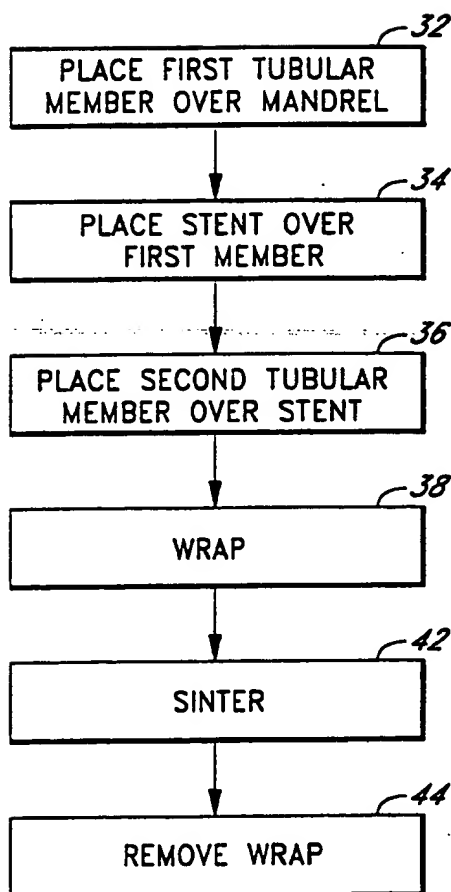 32
PLACE FIRST TUBULAR
MEMBER OVER MANDREL
34
PLACE STENT OVER
FIRST MEMBER
36
PLACE SECOND TUBULAR
MEMBER OVER STENT
38
WRAP
42
SINTER
44
REMOVE WRAP